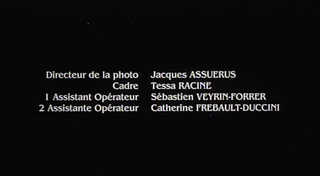 Directeur de la photo Jacques ASSUERUS
Cadre Tessa RACINE
1 Assistant Opérateur Sébastien VEYRIN-FORRER
2 Assistante Opérateur Catherine FREBAULT-DUCCINI